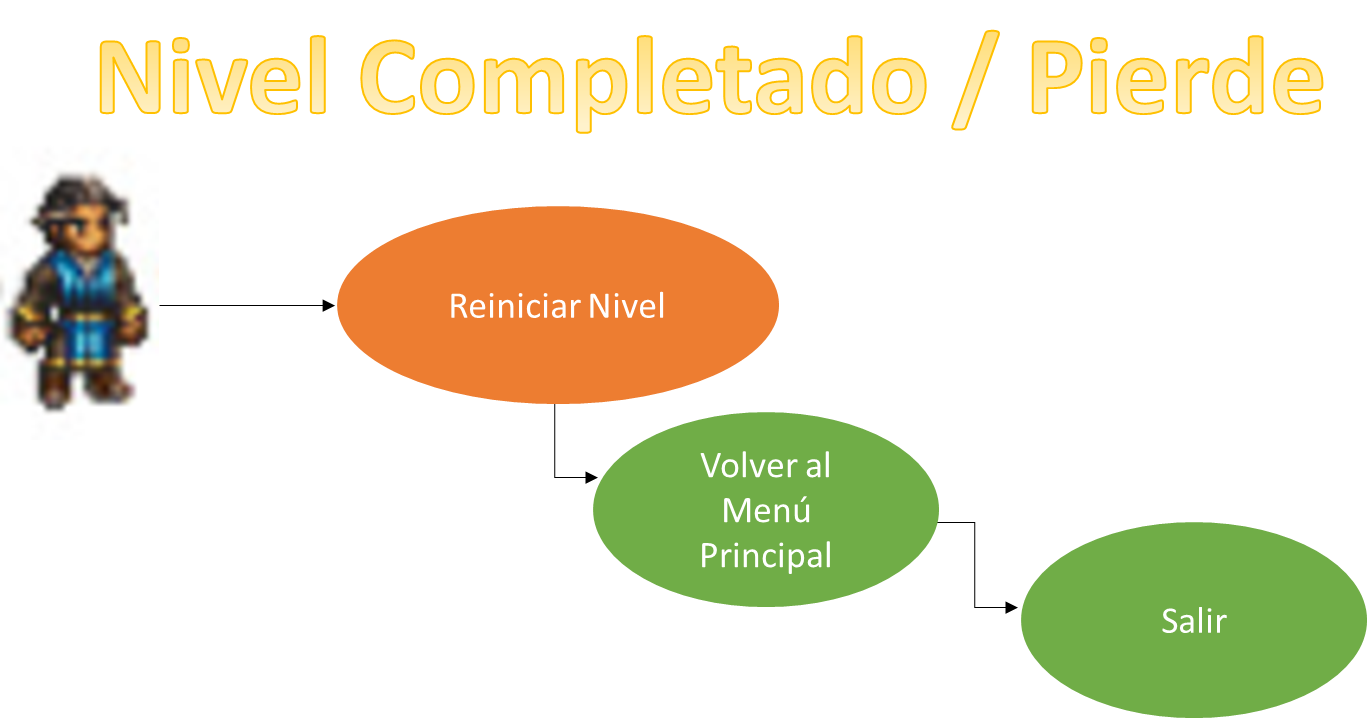 Nivel Completado / Pierde
Reiniciar Nivel
Volver al
Menú
Principal
Salir